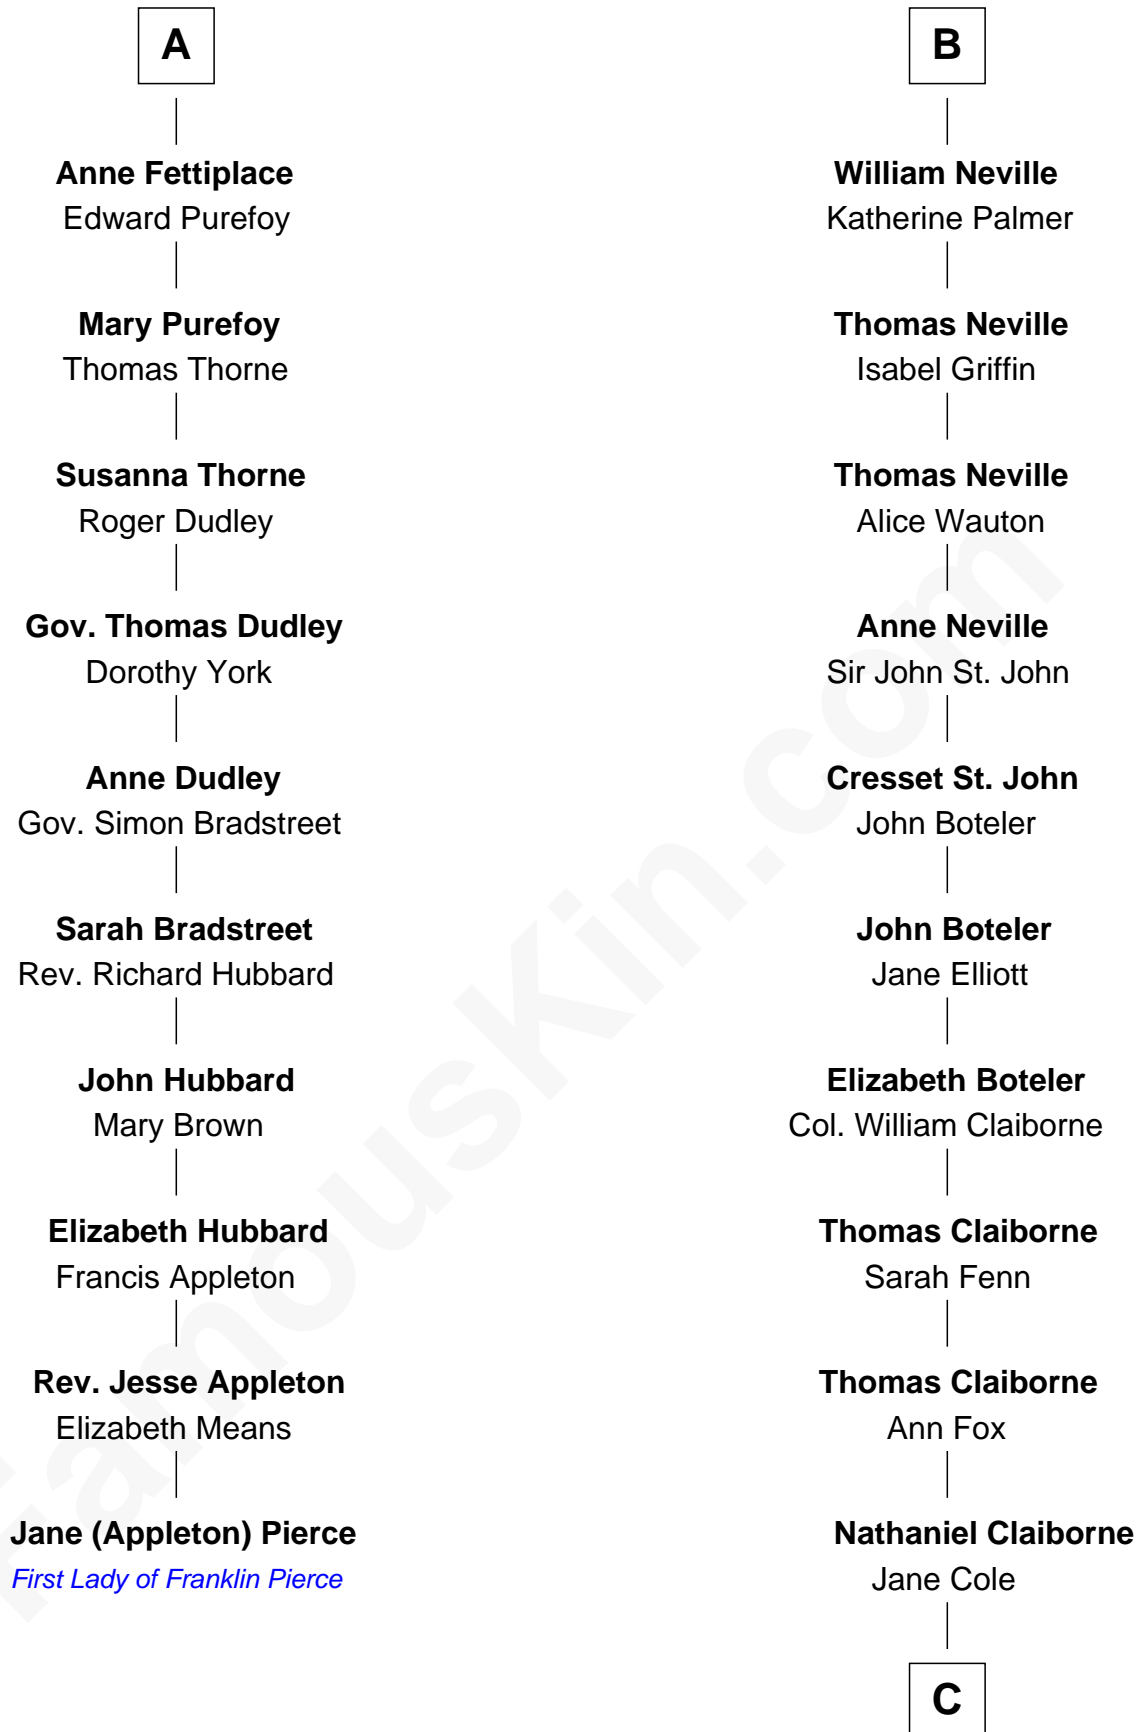 A
Anne Fettiplace
Edward Purefoy
Mary Purefoy
Thomas Thorne
Susanna Thorne
Roger Dudley
Gov. Thomas Dudley
Dorothy York
Anne Dudley
Gov. Simon Bradstreet
Sarah Bradstreet
Rev. Richard Hubbard
John Hubbard
Mary Brown
Elizabeth Hubbard
Francis Appleton
Rev. Jesse Appleton
Elizabeth Means
Jane (Appleton) Pierce
First Lady of Franklin Pierce
B
William Neville
Katherine Palmer
Thomas Neville
Isabel Griffin
Thomas Neville
Alice Wauton
Anne Neville
Sir John St. John
Cresset St. John
John Boteler
John Boteler
Jane Elliott
Elizabeth Boteler
Col. William Claiborne
Thomas Claiborne
Sarah Fenn
Thomas Claiborne
Ann Fox
Nathaniel Claiborne
Jane Cole
C
FamousKin.com